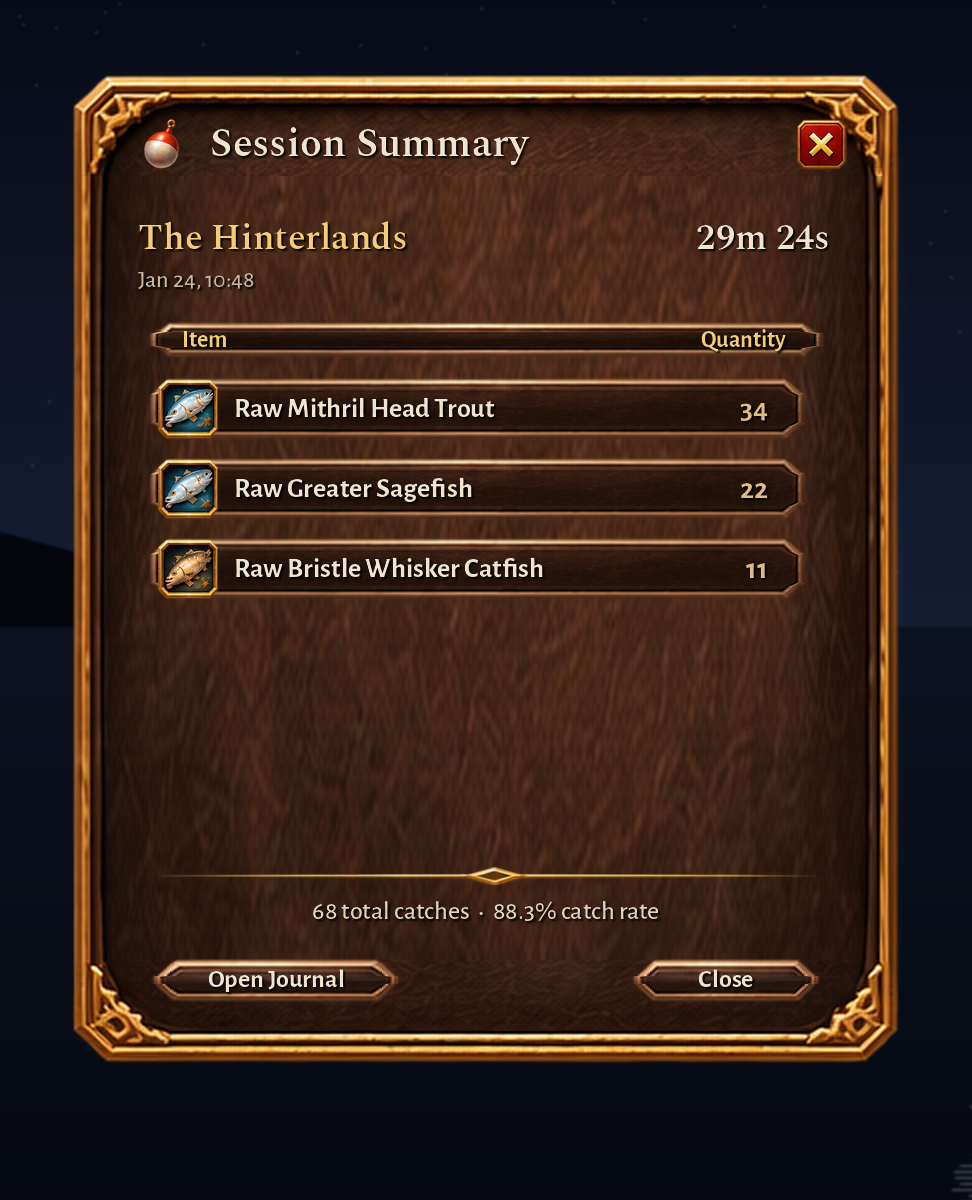 Session Summary
The Hinterlands 29m 24s
Jan 24, 10:48
Item Quantity
Raw Mithril Head Trout 34
Raw Greater Sagefish 22
Raw Bristle Whisker Catfish 11
68 total catches · 88.3% catch rate
Open Journal Close